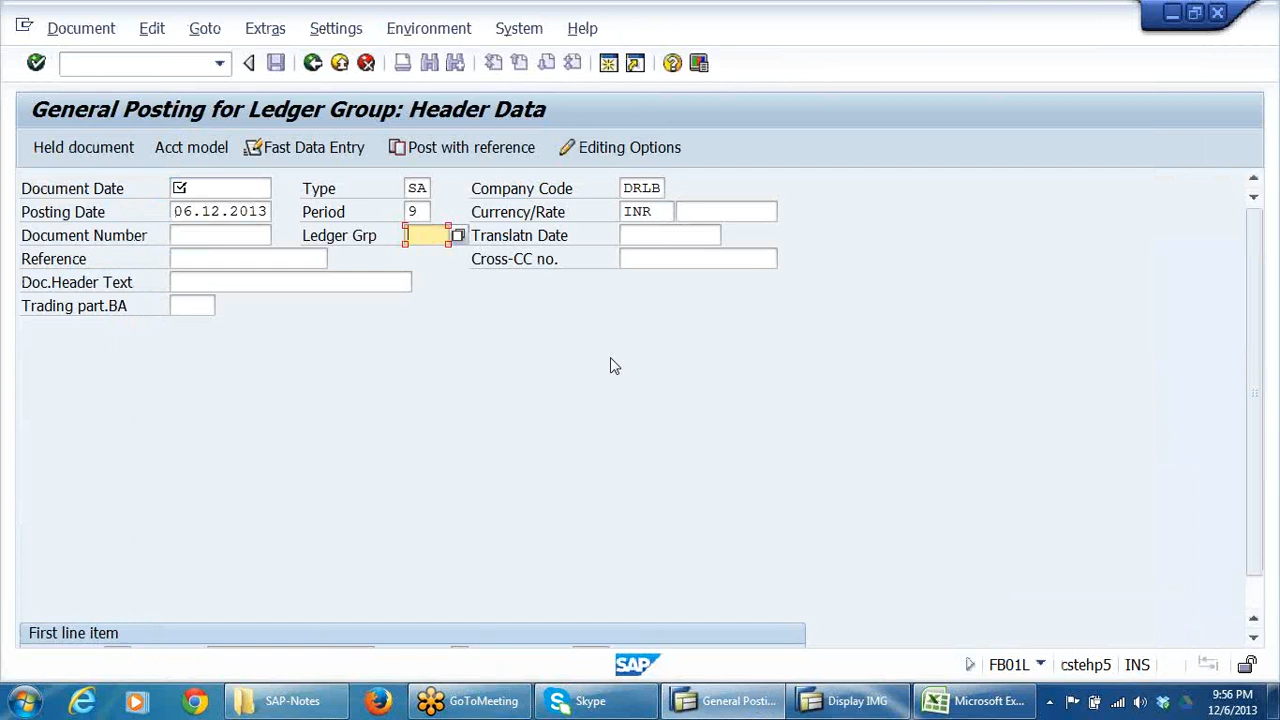 Document Edit Goto Extras Settings Environment System Help
General Posting for Ledger Group: Header Data
Held document Acct model Fast Data Entry Post with reference Editing Options
Document Date Type SA Company Code DRLB
Posting Date 06.12.2013 Period 9 Currency/Rate INR
Document Number Ledger Grp Translatn Date
Reference Cross-CC no.
Doc.Header Text
Trading part.BA
First line item
SAP FB01L cstehp5 INS
SAP-Notes GoToMeeting Skype General Posti... Display IMG Microsoft Ex... 9:56 PM
12/6/2013